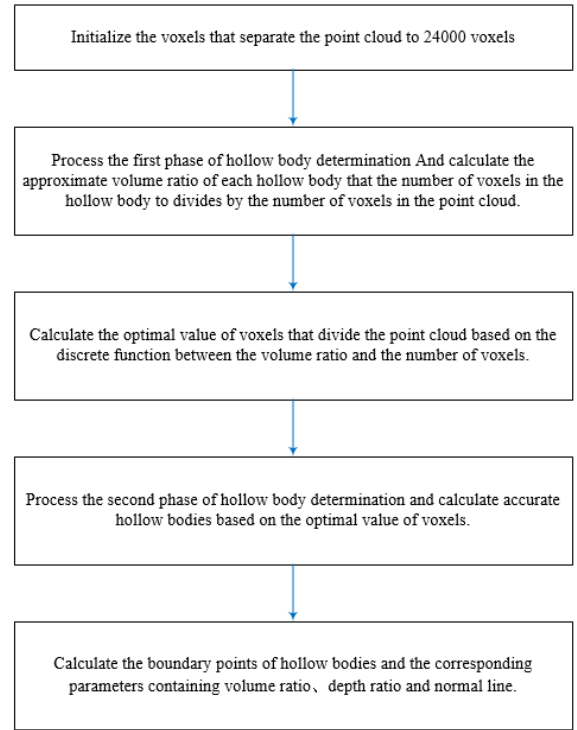 Initialize the voxels that separate the point cloud to 24000 voxels
Process the first phase of hollow body determination And calculate the
approximate volume ratio of each hollow body that the number of voxels in the
hollow body to divides by the number of voxels in the point cloud.
Calculate the optimal value of voxels that divide the point cloud based on the
discrete function between the volume ratio and the number of voxels.
Process the second phase of hollow body determination and calculate accurate
hollow bodies based on the optimal value of voxels.
Calculate the boundary points of hollow bodies and the corresponding
parameters containing volume ratio、depth ratio and normal line.